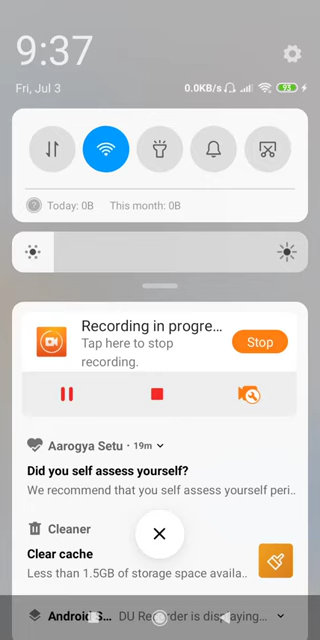 9:37
Fri, Jul 3
0.0KB/s
93
Today: 0B This month: 0B
Recording in progre...
Tap here to stop
recording.
Stop
Aarogya Setu · 19m
Did you self assess yourself?
We recommend that you self assess yourself peri..
Cleaner
Clear cache
Less than 1.5GB of storage space availa..
Android S... DU Recorder is displaying...